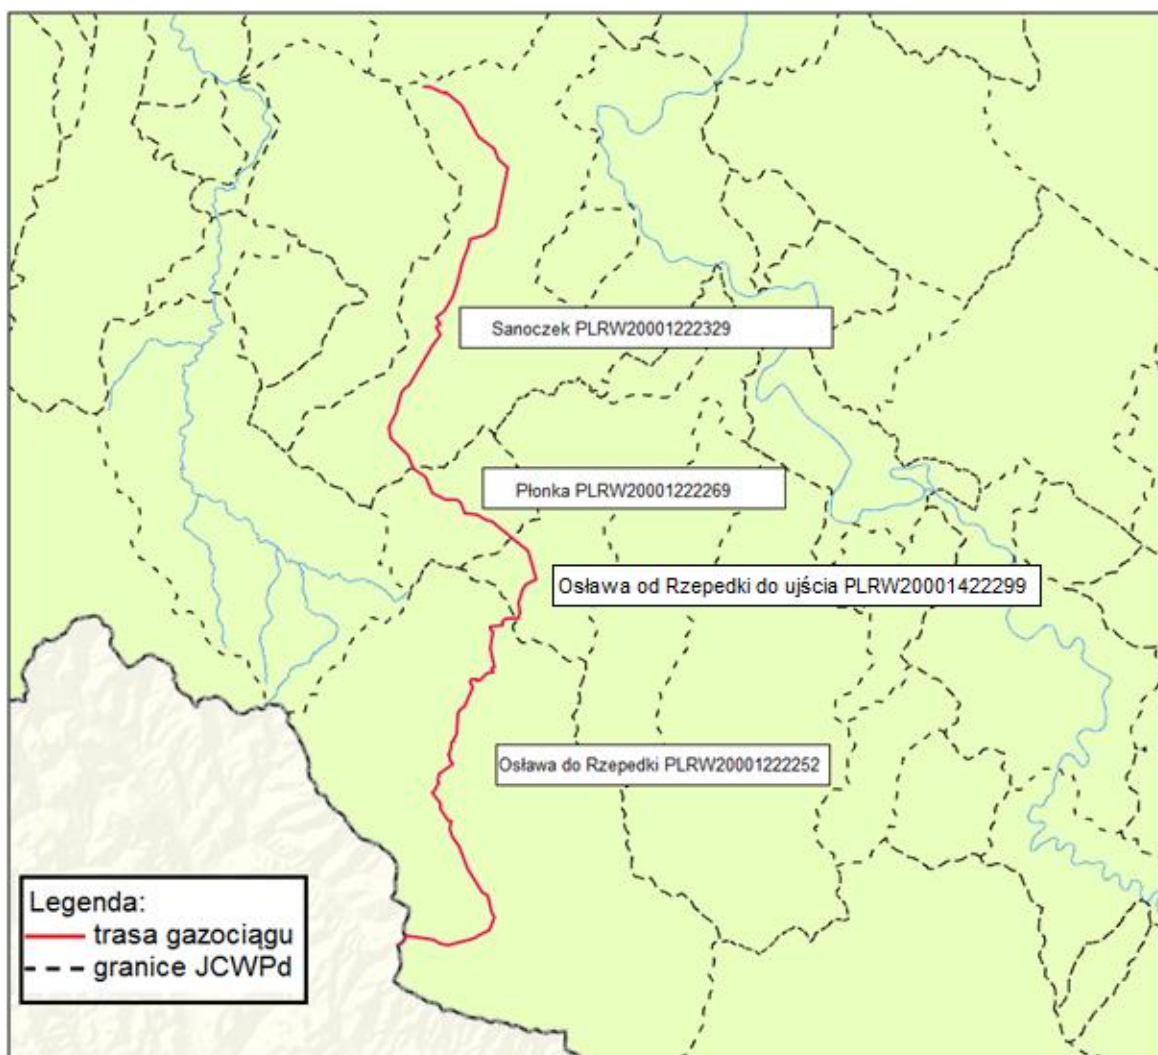 Sanoczek PLRW20001222329
Płonka PLRW20001222269
Osława od Rzepedki do ujścia PLRW20001422299
Osława do Rzepedki PLRW20001222252
Legenda:
trasa gazociągu
granice JCWPd